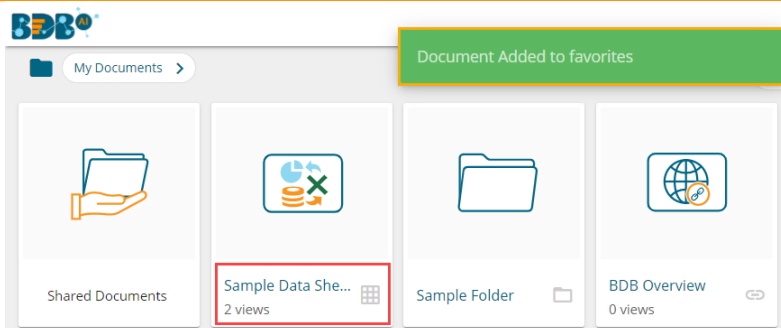 BDB AI
Document Added to favorites
My Documents
Shared Documents
Sample Data She...
2 views
Sample Folder
BDB Overview
0 views